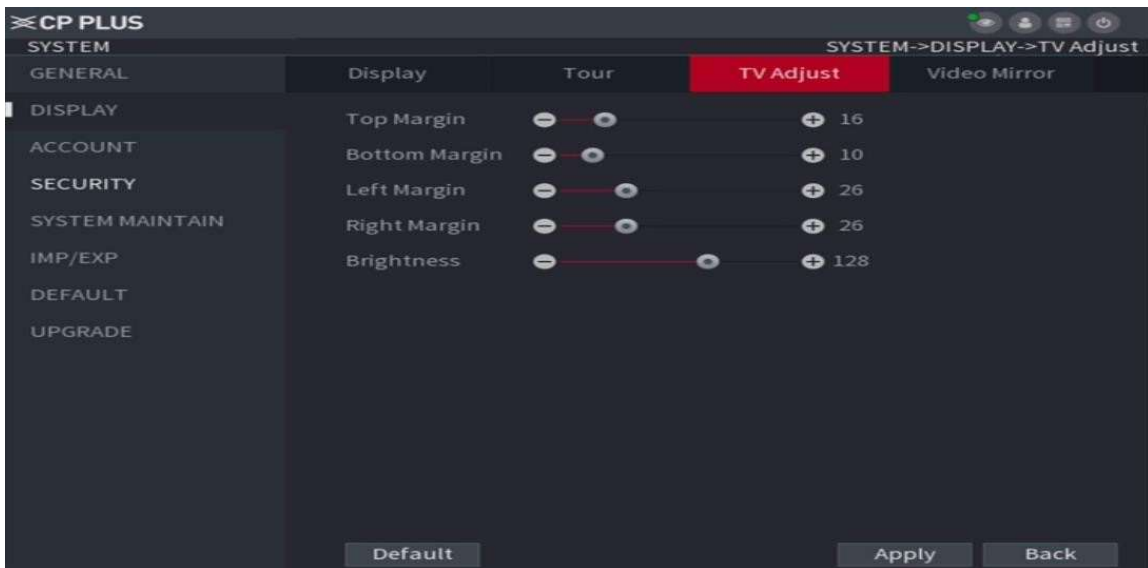 CP PLUS
SYSTEM SYSTEM->DISPLAY->TV Adjust
GENERAL
DISPLAY
ACCOUNT
SECURITY
SYSTEM MAINTAIN
IMP/EXP
DEFAULT
UPGRADE
Display Tour TV Adjust Video Mirror
Top Margin 16
Bottom Margin 10
Left Margin 26
Right Margin 26
Brightness 128
Default Apply Back